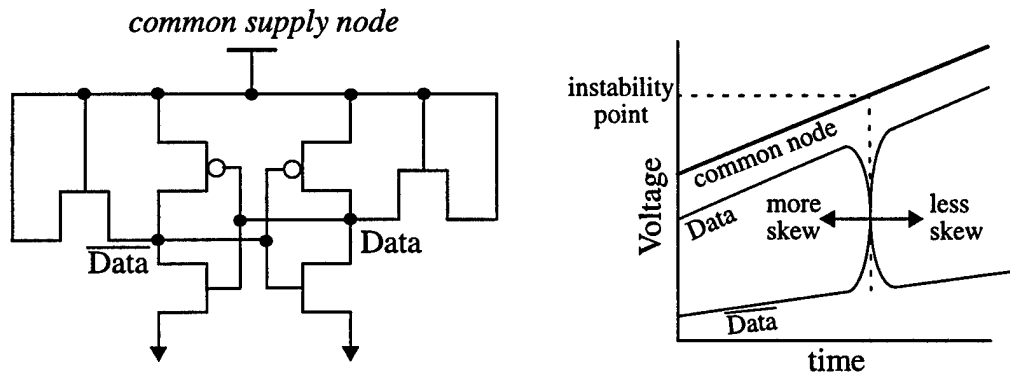 common supply node
Data
Data
instability
point
Voltage
common node
Data
more
skew
less
skew
Data
time